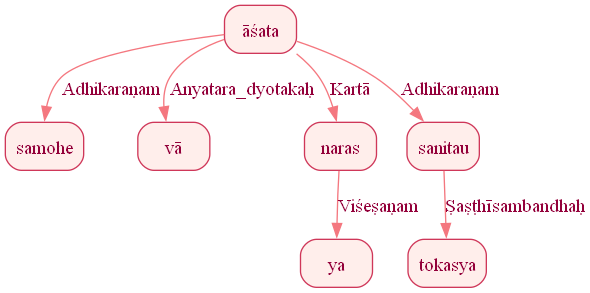 āśata
Adhikaraṇam Anyatara_dyotakaḥ Kartā Adhikaraṇam
samohe vā naras sanitau
Viśeṣaṇam Ṣaṣṭhīsambandhaḥ
ya tokasya